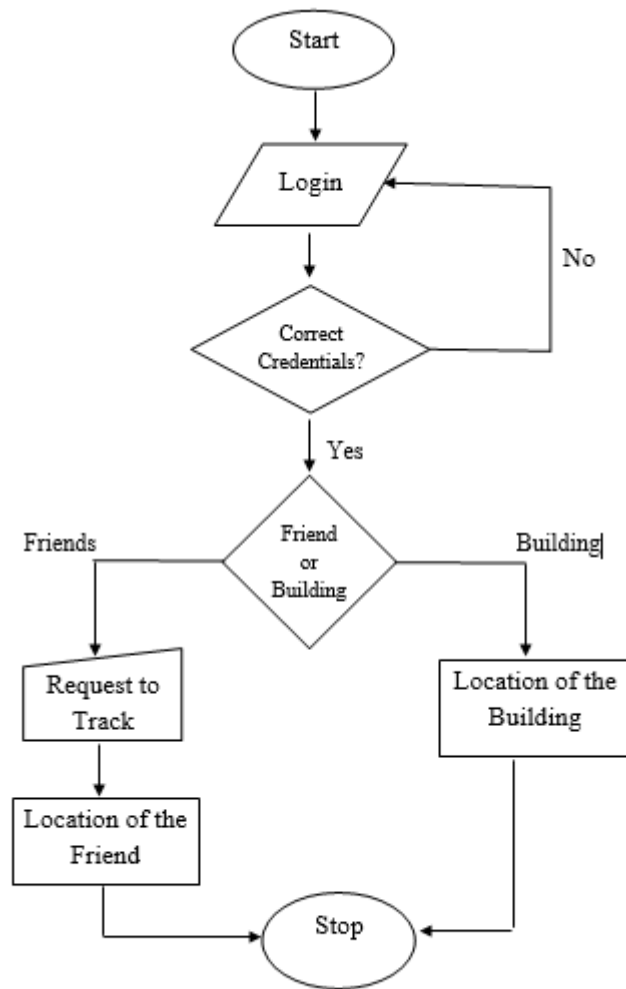 Start
Login
No
Correct
Credentials?
Yes
Friends
Friend
or
Building
Building
Request to
Track
Location of the
Building
Location of the
Friend
Stop